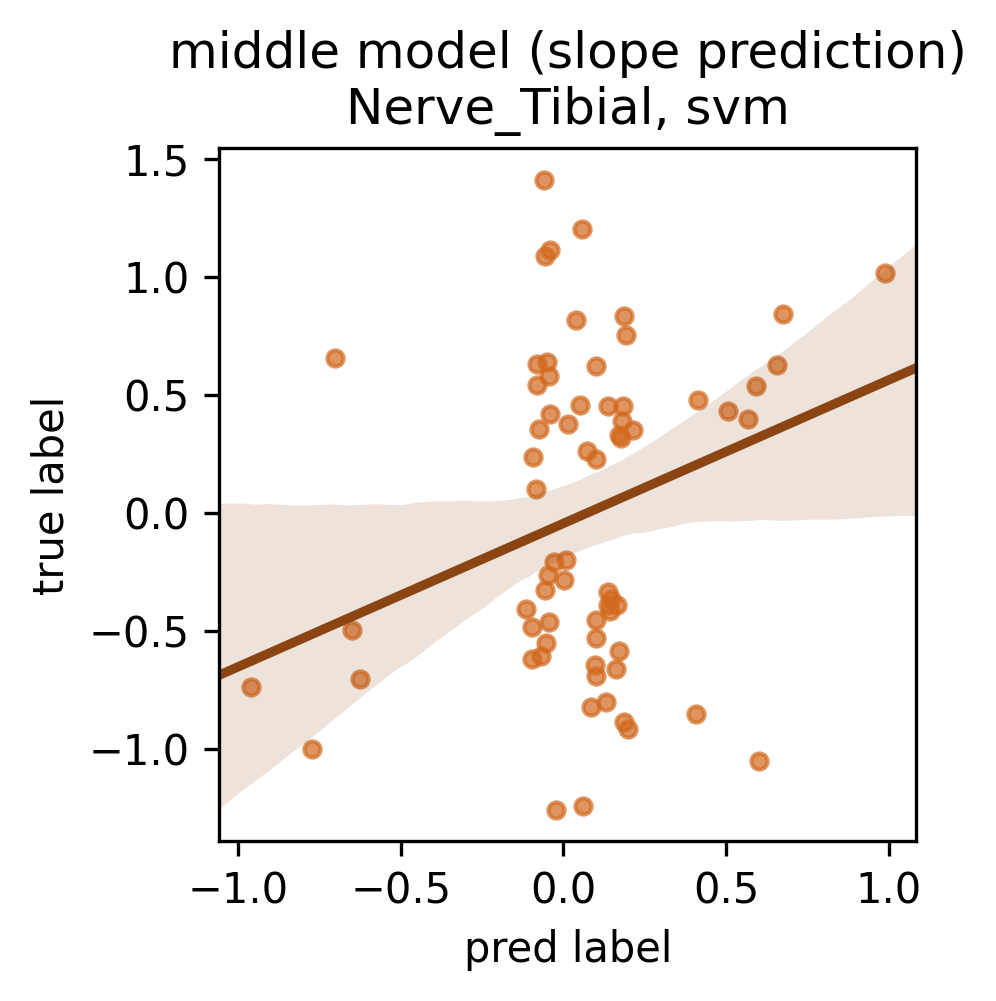 middle model (slope prediction)
Nerve_Tibial, svm
1.5
1.0
0.5
0.0
−0.5
−1.0
true label
−1.0 −0.5 0.0 0.5 1.0
pred label